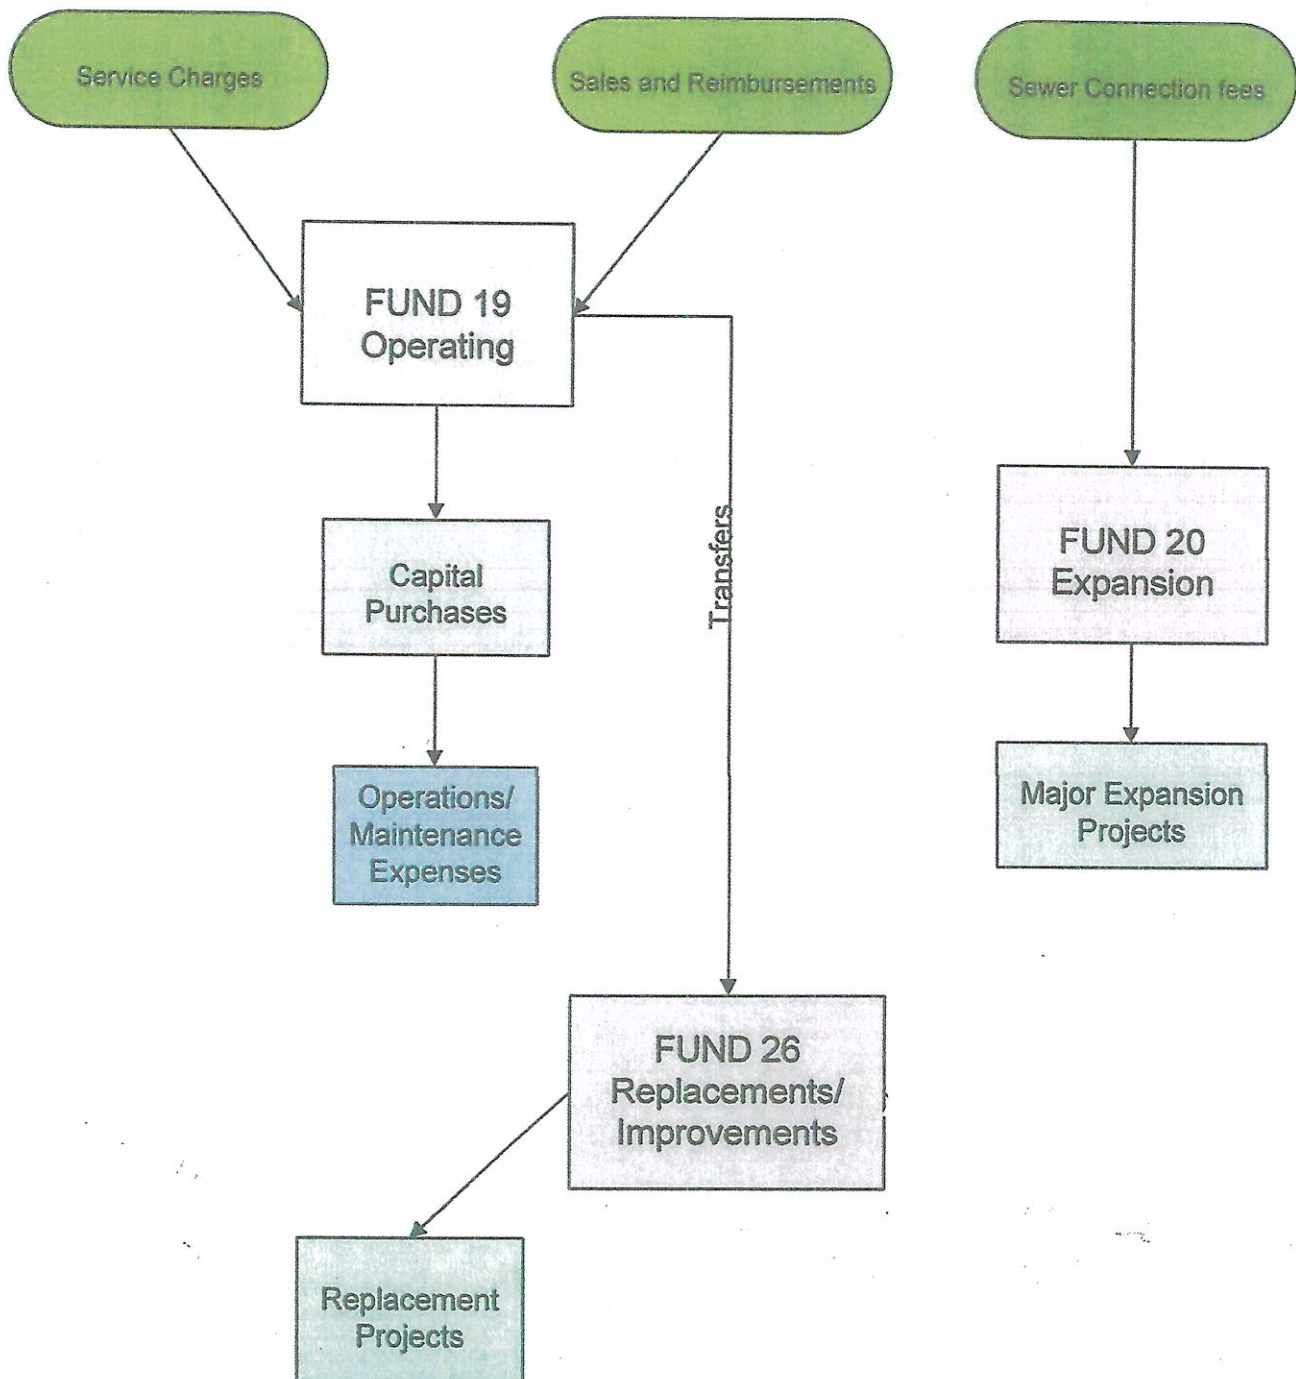 Service Charges
Sales and Reimbursements
Sewer Connection fees
FUND 19
Operating
Capital
Purchases
Transfers
FUND 20
Expansion
Operations/
Maintenance
Expenses
Major Expansion
Projects
FUND 26
Replacements/
Improvements
Replacement
Projects